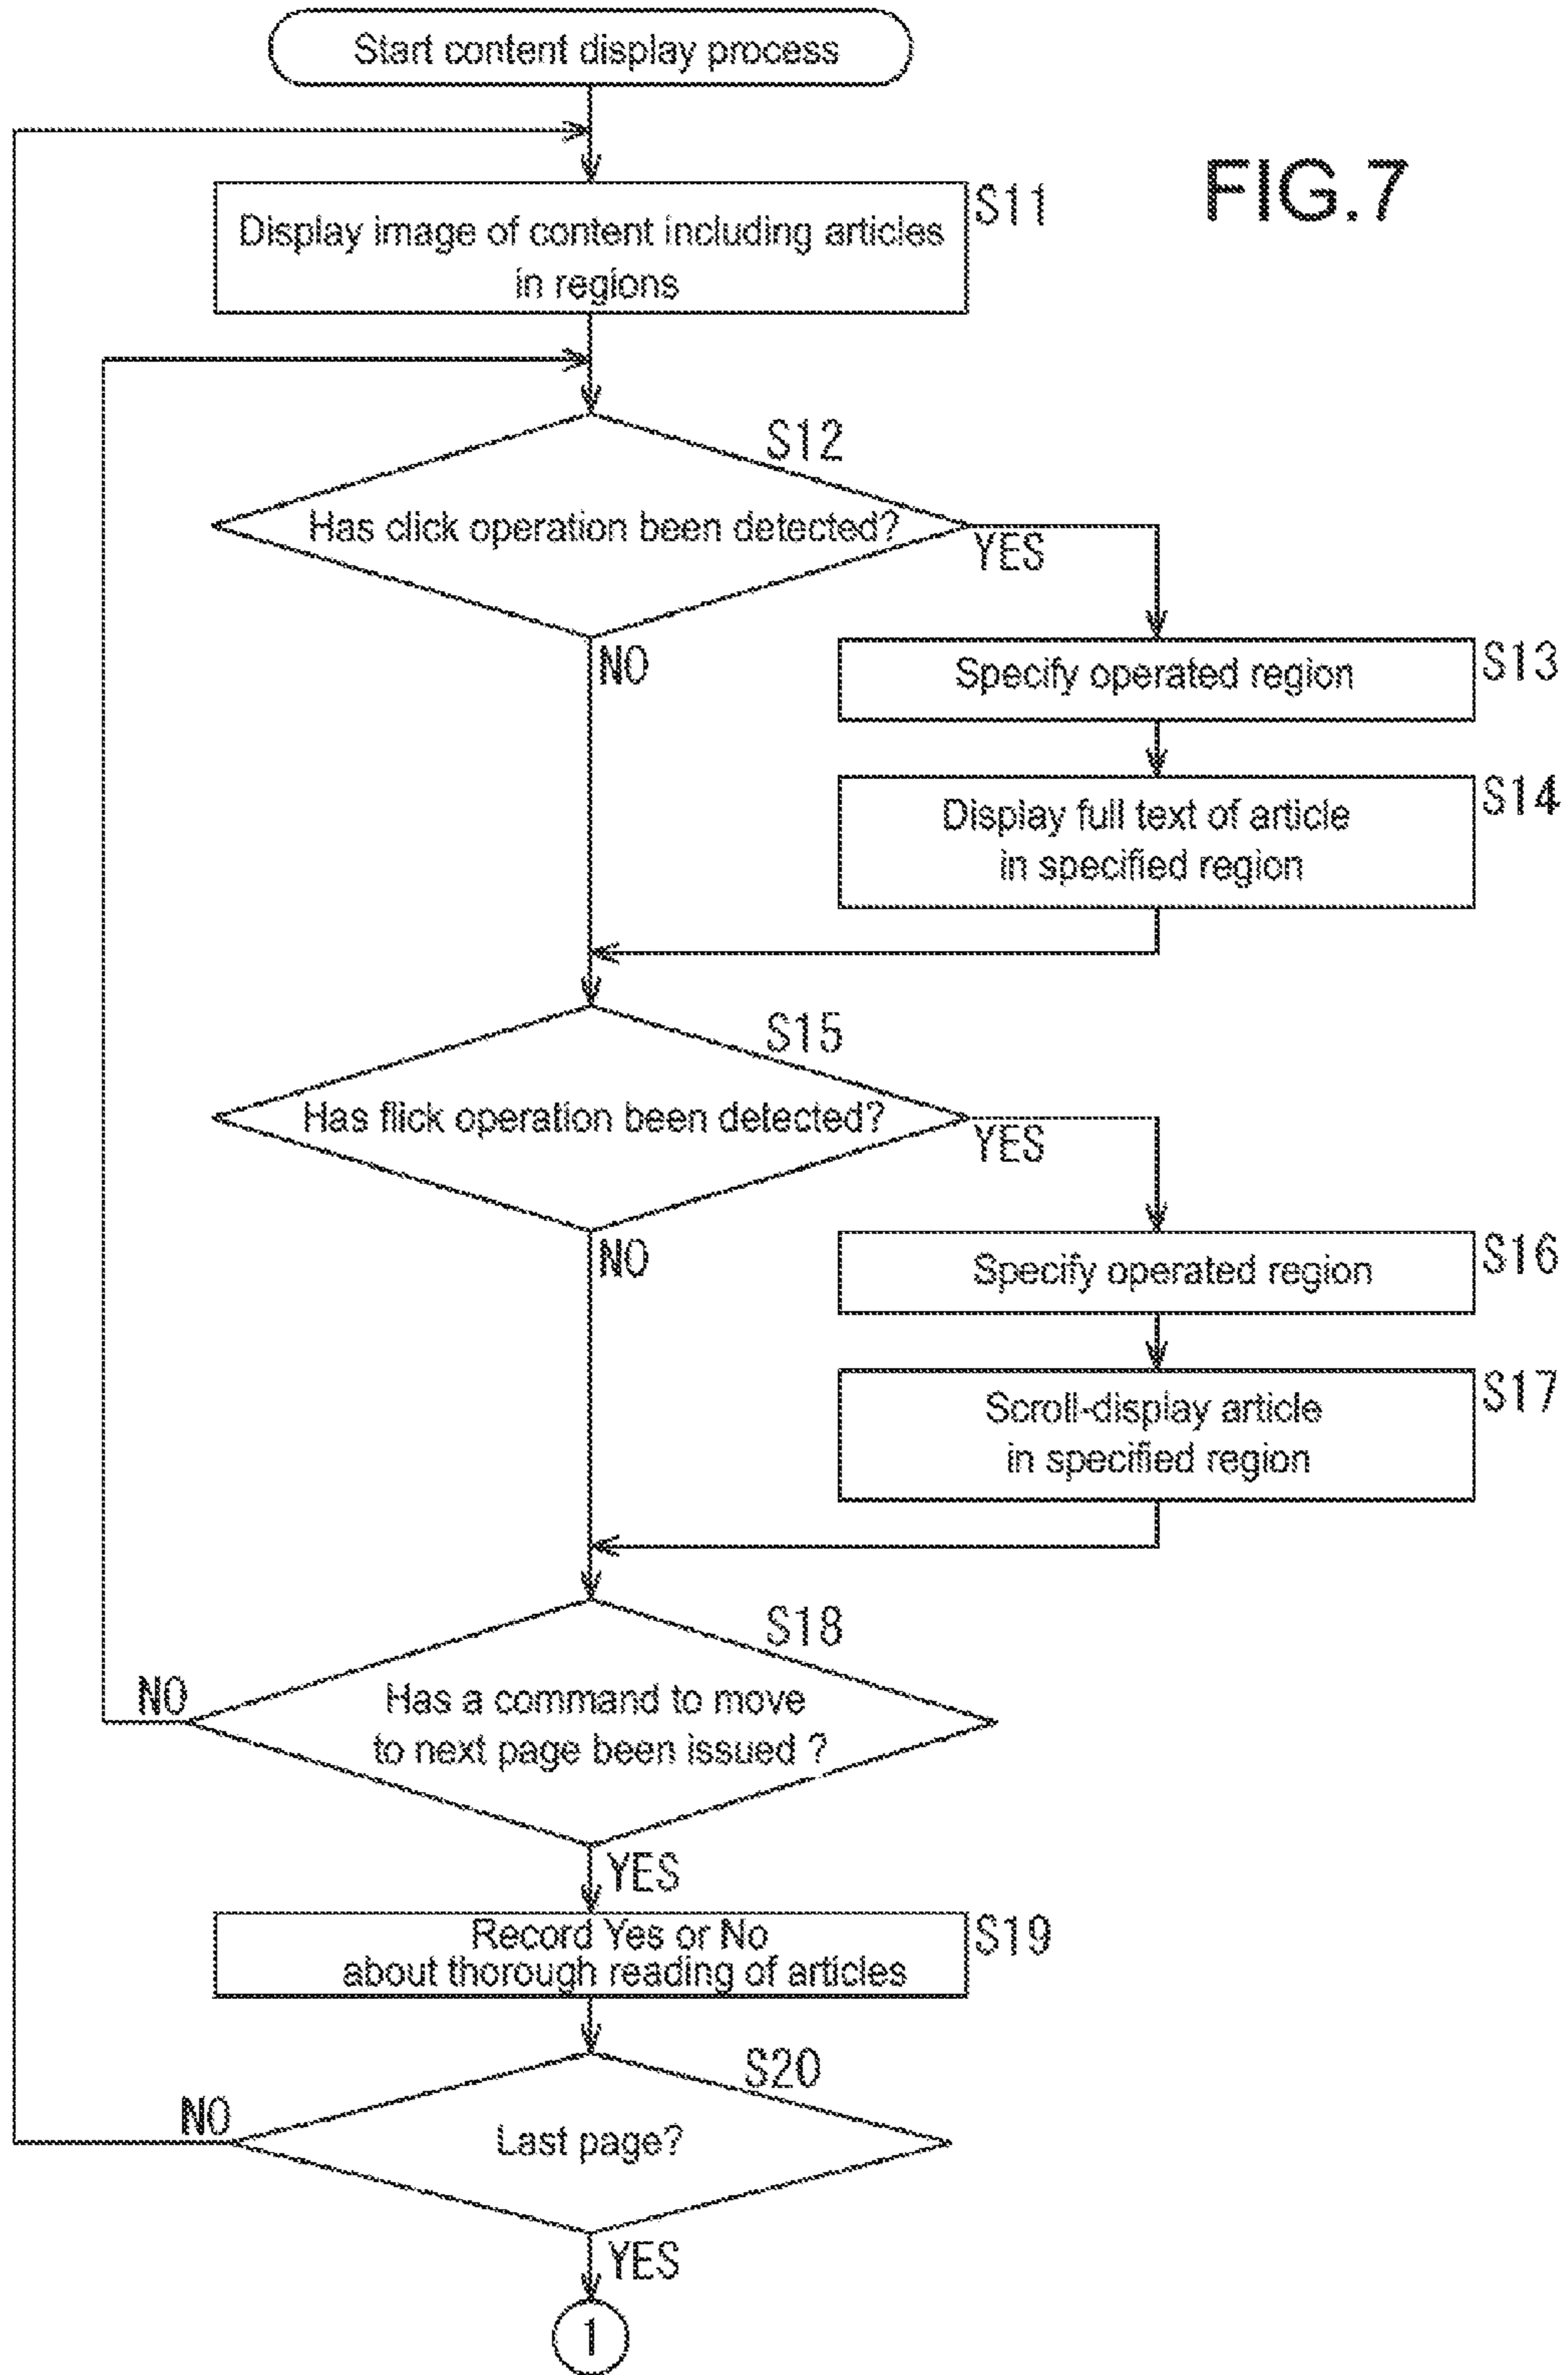 Start content display process
FIG.7
S11
Display image of content including articles
in regions
S12
Has click operation been detected?
YES
NO
S13
Specify operated region
S14
Display full text of article
in specified region
S15
Has flick operation been detected?
YES
NO
S16
Specify operated region
S17
Scroll-display article
in specified region
S18
NO
Has a command to move
to next page been issued ?
YES
S19
Record Yes or No
about thorough reading of articles
S20
NO
Last page?
YES
1